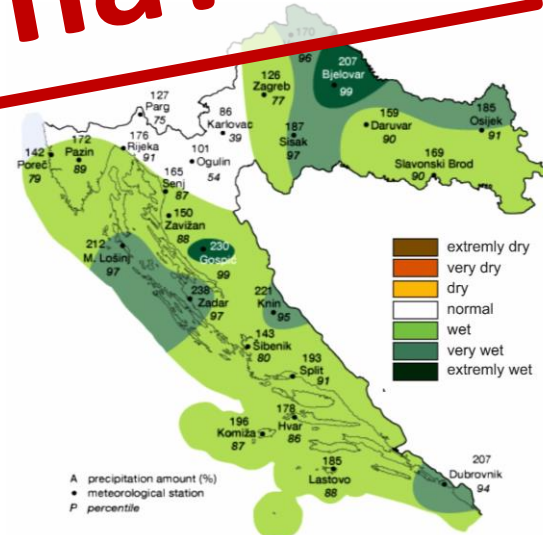 170
96
207
Bjelovar
99
126
Zagreb
77
127
Parg
75
86
Karlovac
39
159
Daruvar
90
185
Osijek
91
187
Sisak
97
169
Slavonski Brod
90
142
Poreč
79
172
Pazin
89
176
Rijeka
91
101
Ogulin
54
165
Senj
87
150
Zavižan
88
212
M. Lošinj
97
230
Gospić
99
238
Zadar
97
221
Knin
95
143
Šibenik
80
193
Split
91
196
Komiža
87
178
Hvar
86
185
Lastovo
88
207
Dubrovnik
94
extremly dry
very dry
dry
normal
wet
very wet
extremly wet
A precipitation amount (%)
• meteorological station
P percentile